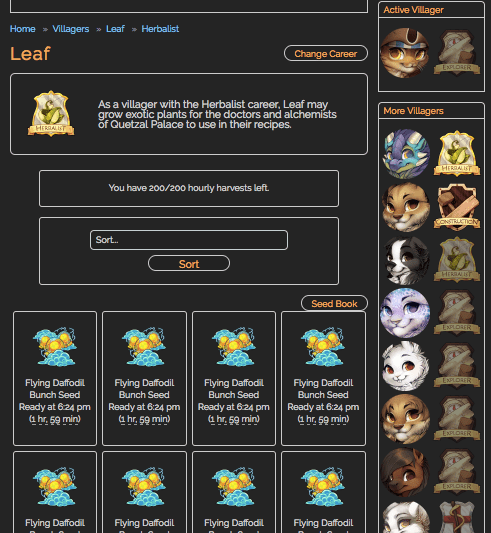 Home » Villagers » Leaf » Herbalist
Leaf
Change Career
HERBALIST
As a villager with the Herbalist career, Leaf may
grow exotic plants for the doctors and alchemists
of Quetzal Palace to use in their recipes.
You have 200/200 hourly harvests left.
Sort...
Sort
Seed Book
Flying Daffodil
Bunch Seed
Ready at 6:24 pm
(1 hr, 59 min)
Flying Daffodil
Bunch Seed
Ready at 6:24 pm
(1 hr, 59 min)
Flying Daffodil
Bunch Seed
Ready at 6:24 pm
(1 hr, 59 min)
Flying Daffodil
Bunch Seed
Ready at 6:24 pm
(1 hr, 59 min)
Flying Daffodil
Flying Daffodil
Flying Daffodil
Flying Daffodil
Active Villager
EXPLORER
More Villagers
HERBALIST
CONSTRUCTION
HERBALIST
EXPLORER
EXPLORER
EXPLORER
EXPLORER